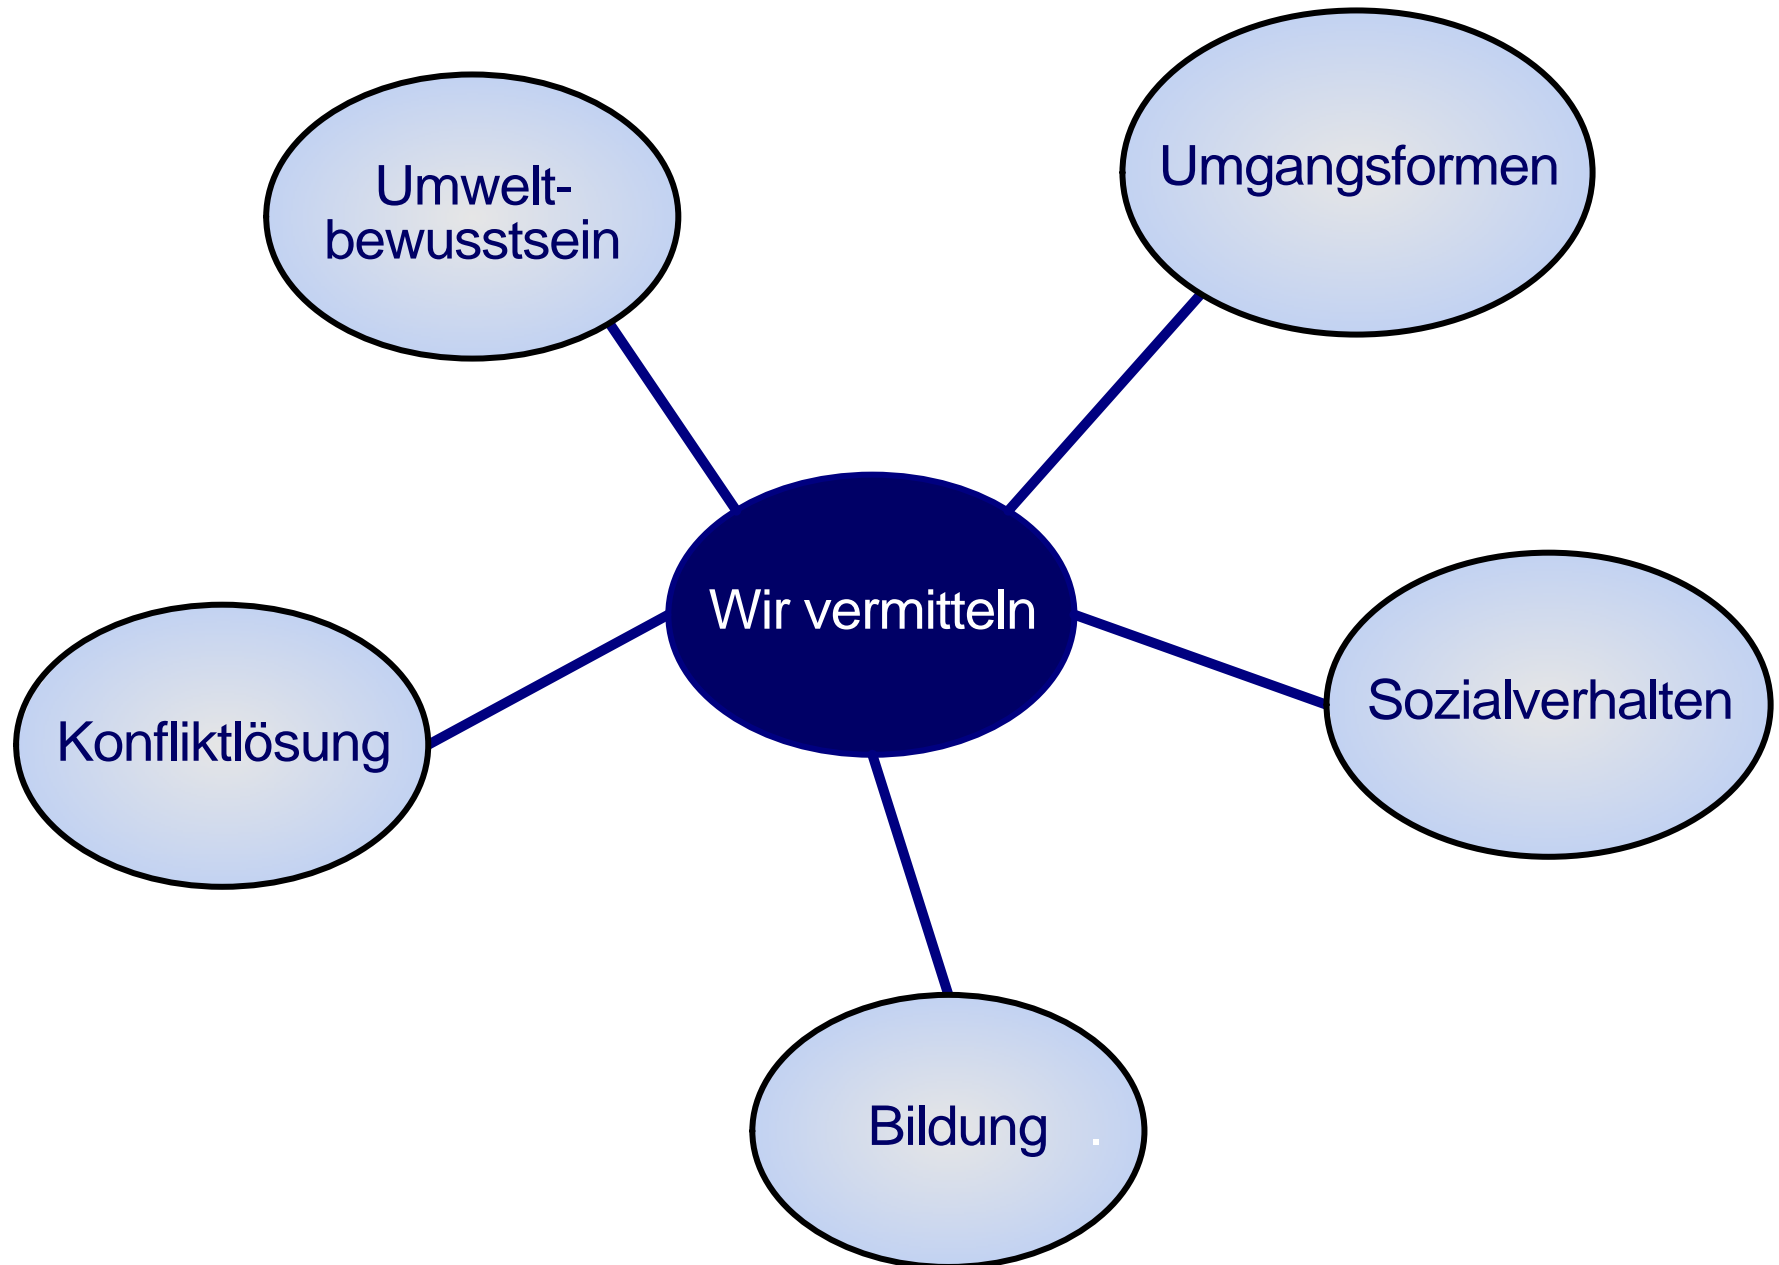 Umwelt-
bewusstsein
Umgangsformen
Wir vermitteln
Konfliktlösung
Sozialverhalten
Bildung .